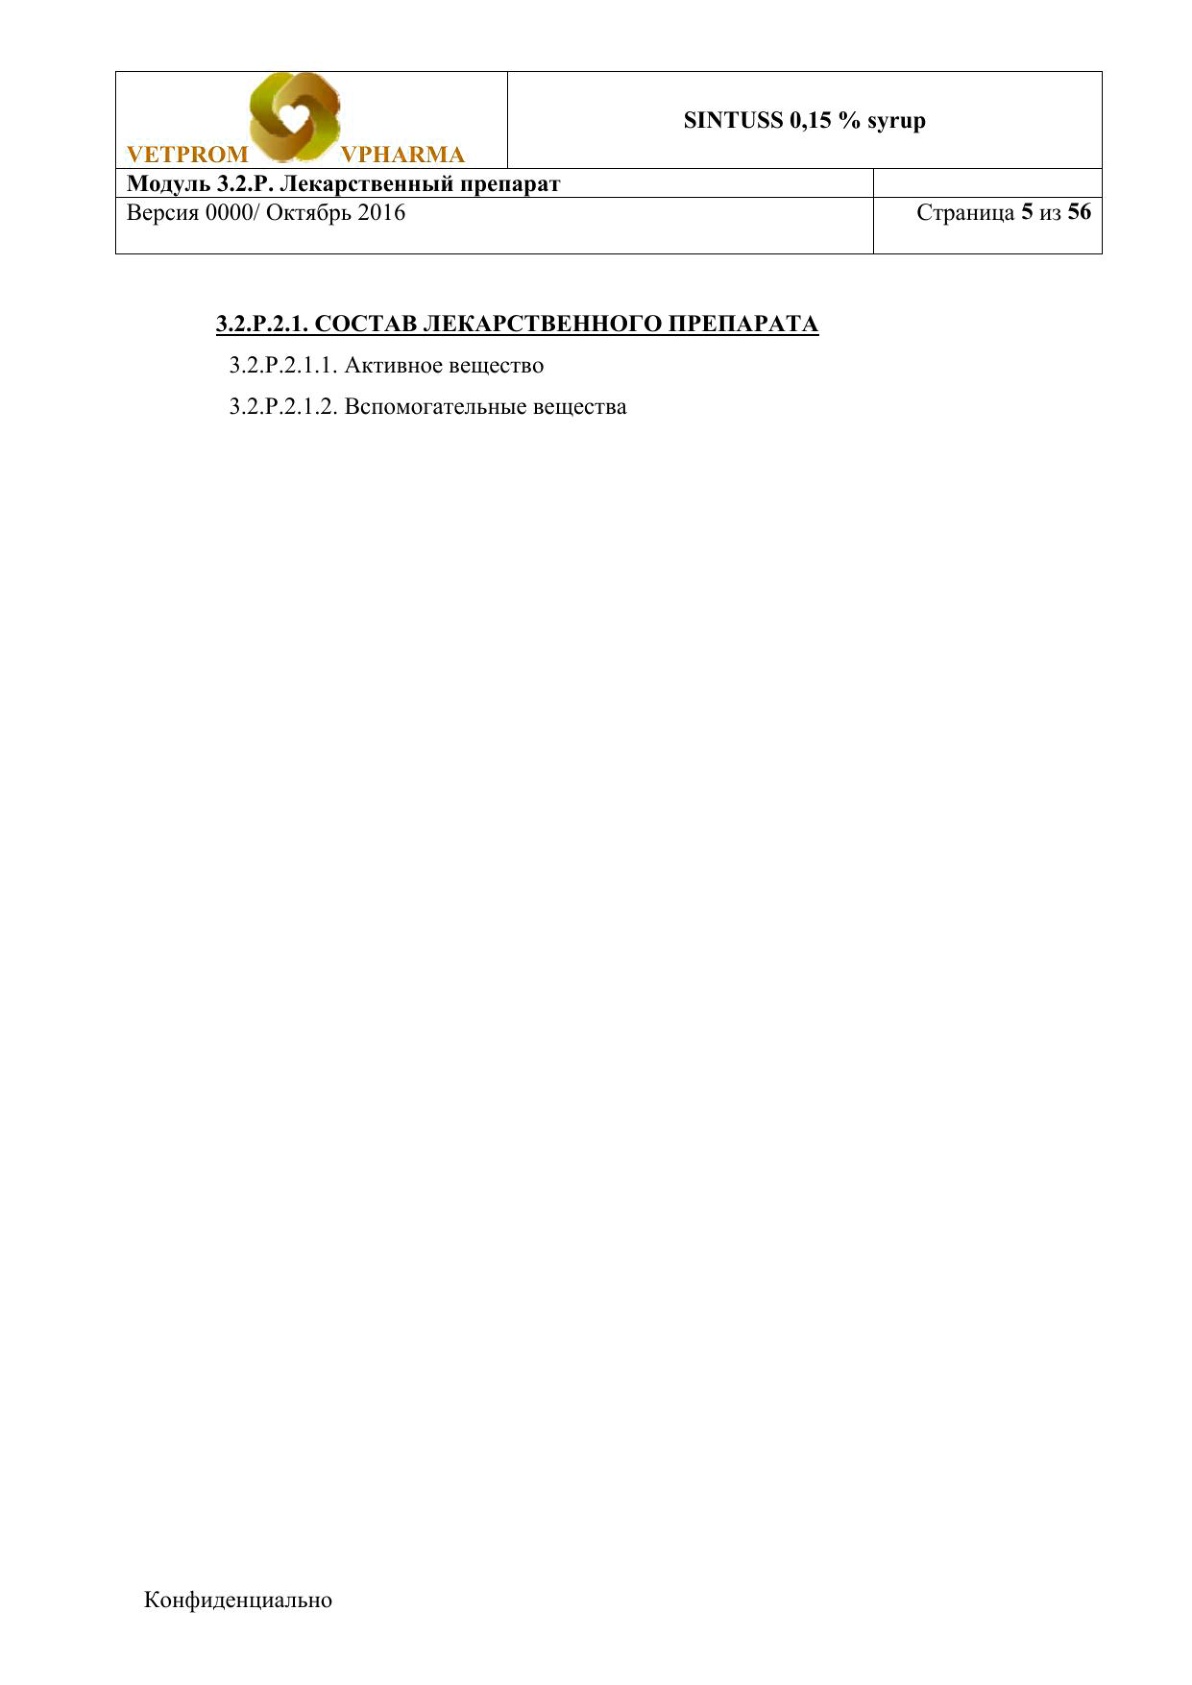 VETPROM VPHARMA
SINTUSS 0,15 % syrup
Модуль 3.2.P. Лекарственный препарат
Версия 0000/ Октябрь 2016
Страница 5 из 56
3.2.P.2.1. СОСТАВ ЛЕКАРСТВЕННОГО ПРЕПАРАТА
3.2.P.2.1.1. Активное вещество
3.2.P.2.1.2. Вспомогательные вещества
Конфиденциально